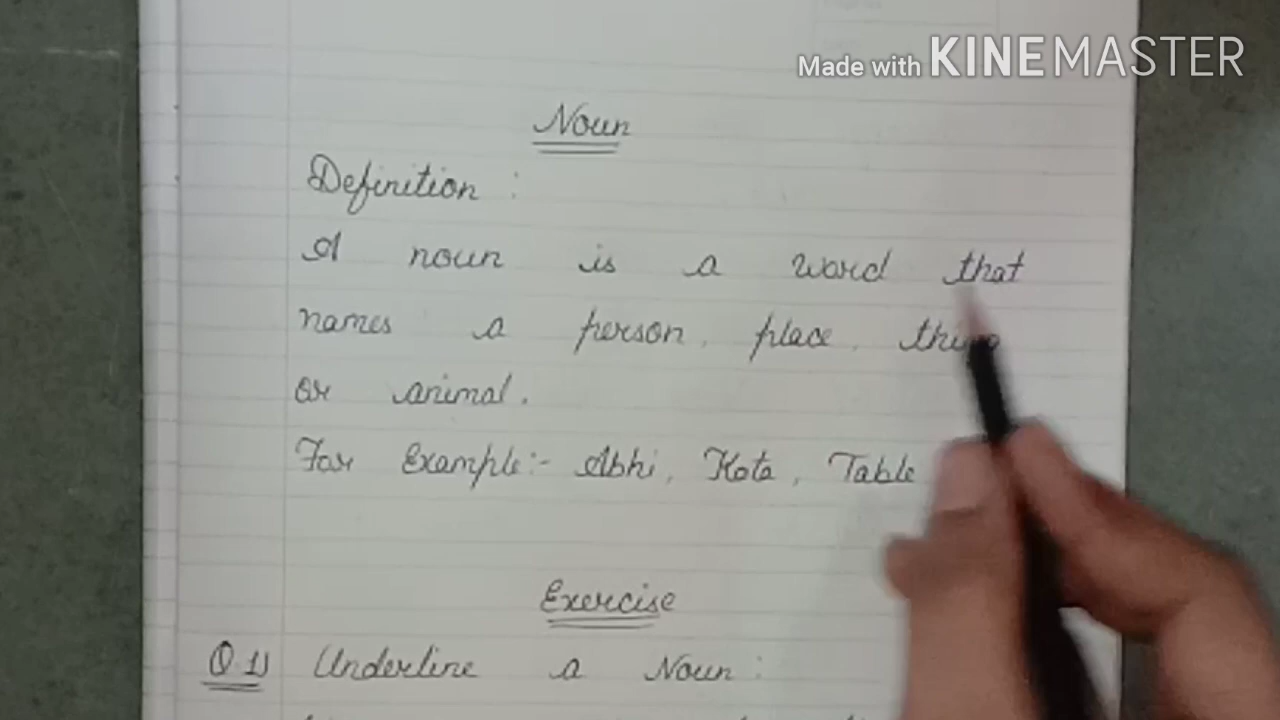 Made with KINEMASTER
Noun
Definition :
A noun is a word that
names a person, place, thing
or animal.
For Example:- Abhi, Kota, Table
Exercise
Q 1) Underline a Noun :